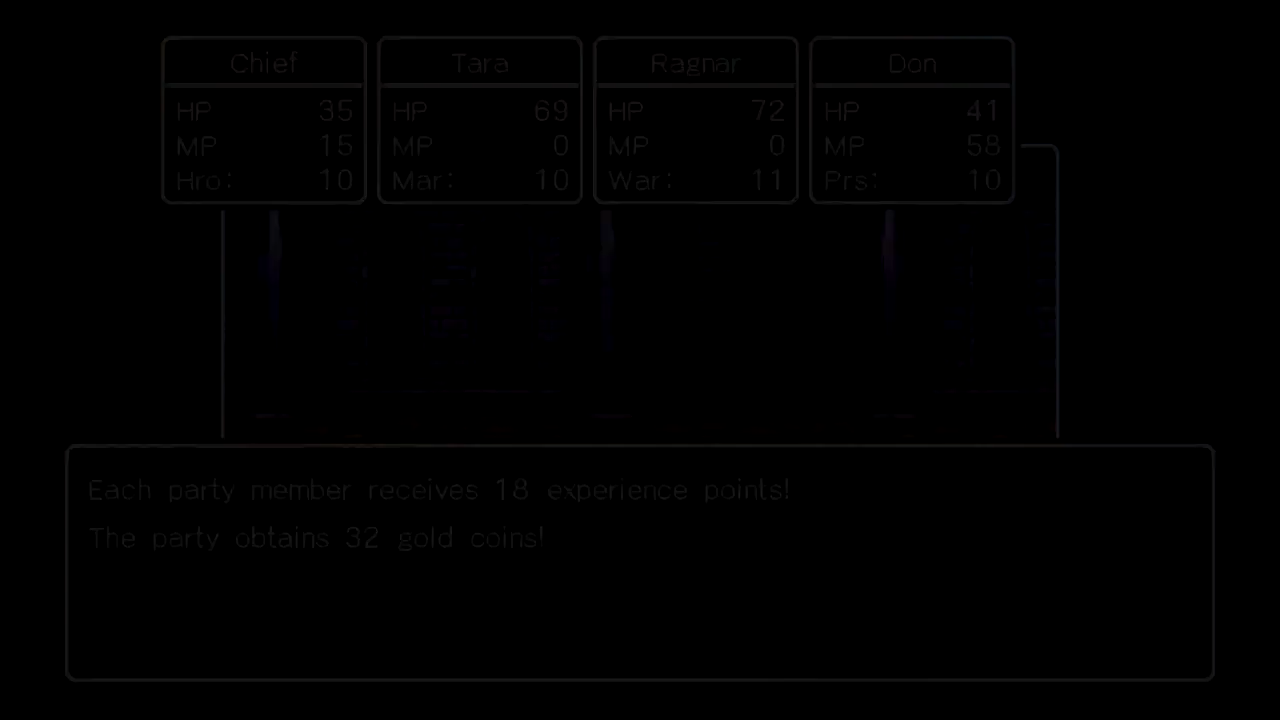 Chief Tara Ragnar Don
HP 35 HP 69 HP 72 HP 41
MP 15 MP 0 MP 0 MP 58
Hro: 10 Mar: 10 War: 11 Prs: 10
Each party member receives 18 experience points!
The party obtains 32 gold coins!